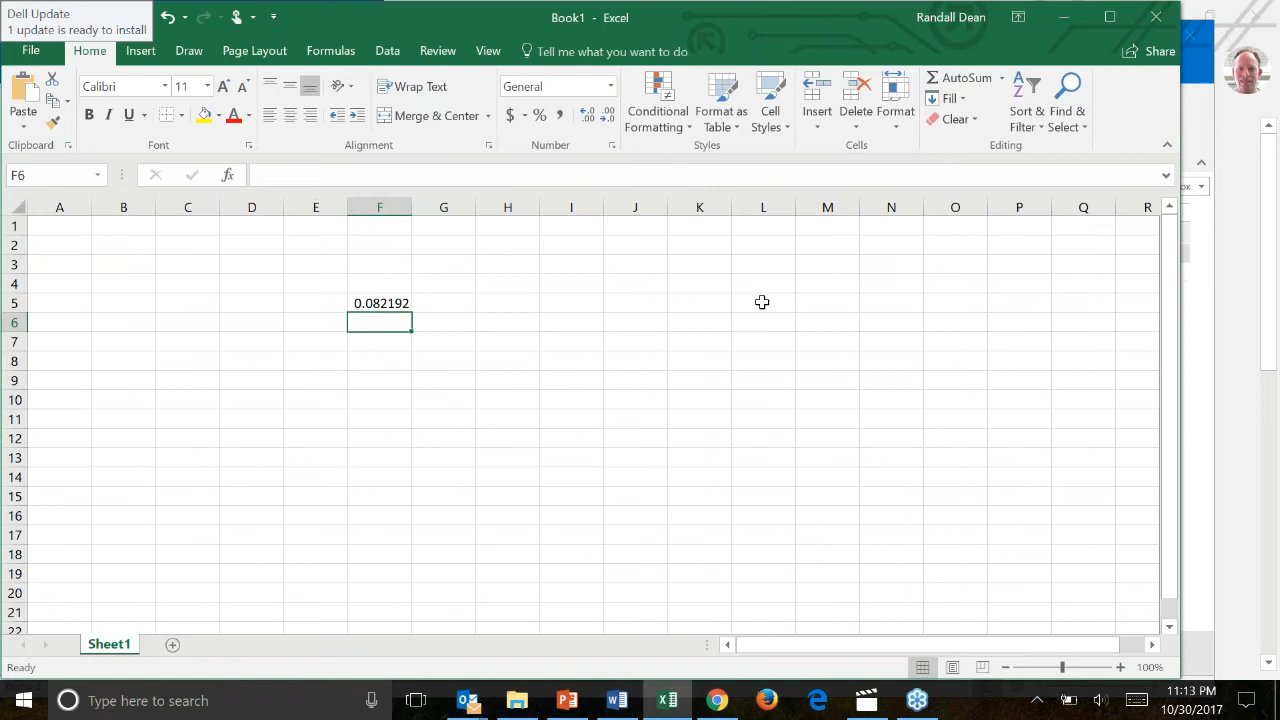 Dell Update
1 update is ready to install
Book1 - Excel
Randall Dean
File Home Insert Draw Page Layout Formulas Data Review View Tell me what you want to do Share
Paste
Clipboard
Calibri 11
A A
B I U A
Font
Wrap Text
Merge & Center
Alignment
General
$ % , .0 .00 .00 .0
Number
Conditional Formatting
Format as Table
Cell Styles
Styles
Insert Delete Format
Cells
AutoSum
Fill
Clear
Sort & Filter
Find & Select
Editing
F6 fx
ox
A B C D E F G H I J K L M N O P Q R
1
2
3
4
5 0.082192
6
7
8
9
10
11
12
13
14
15
16
17
18
19
20
21
22
Sheet1
Ready
100%
Type here to search
11:13 PM
10/30/2017